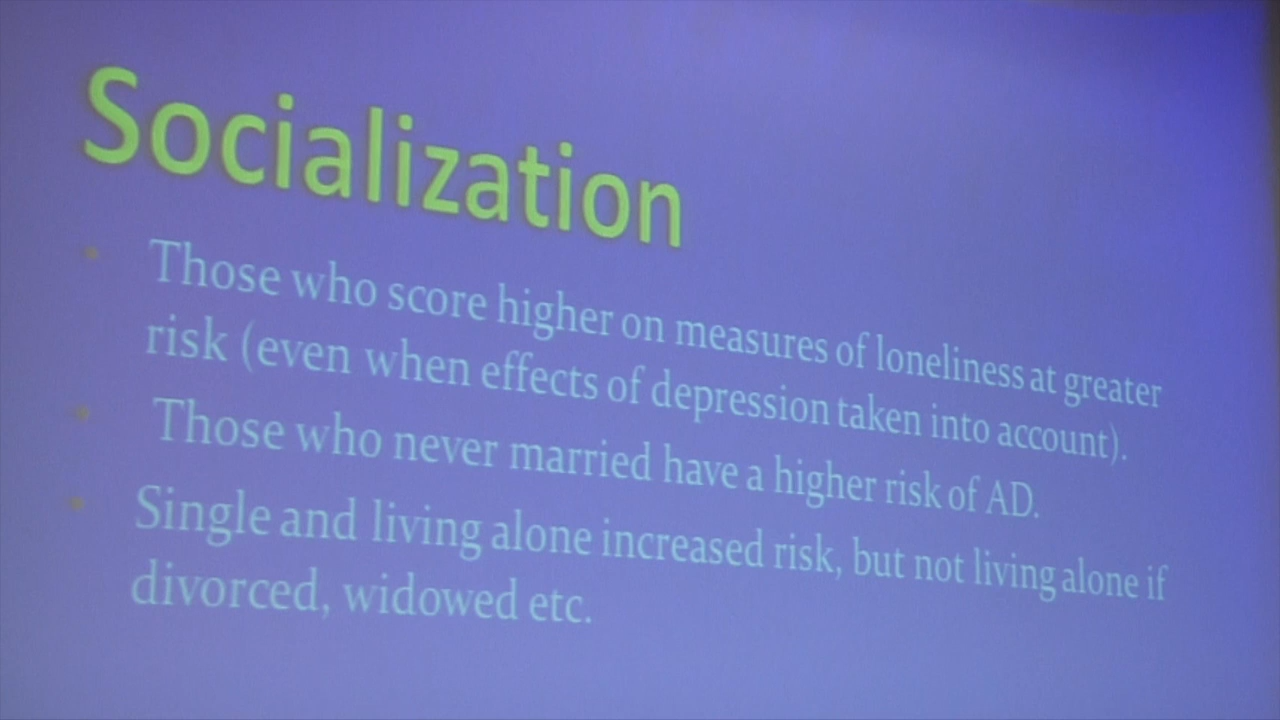 Socialization
• Those who score higher on measures of loneliness at greater
risk (even when effects of depression taken into account).
• Those who never married have a higher risk of AD.
• Single and living alone increased risk, but not living alone if
divorced, widowed etc.